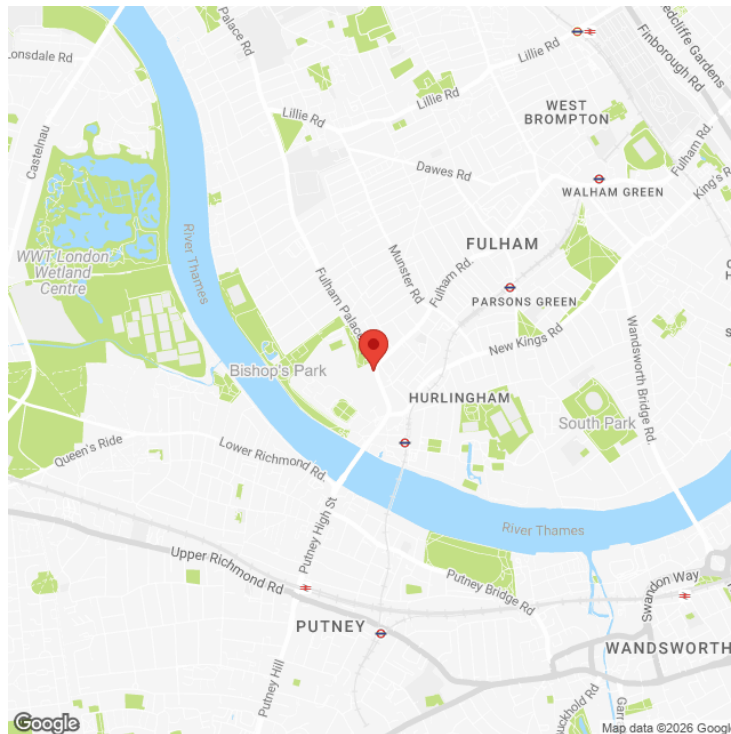 Lonsdale Rd
Palace Rd
Lillie Rd
Finborough Rd
WEST
BROMPTON
Castelnau
Lillie Rd
Lillie Rd
Fulham Rd.
Dawes Rd
King's R
WALHAM GREEN
WWT London
Wetland
Centre
River Thames
FULHAM
Munster Rd
Fulham Rd.
Fulham Palace
PARSONS GREEN
New Kings Rd
Wandsworth Bridge Rd.
Bishop's Park
HURLINGHAM
South Park
Queen's Ride
Lower Richmond Rd.
Putney High St
River Thames
Upper Richmond Rd
Putney Bridge Rd
Swandon Way
PUTNEY
WANDSWORTH
Putney Hill
uckhold Rd
Garr
Google
Map data ©2026 Google